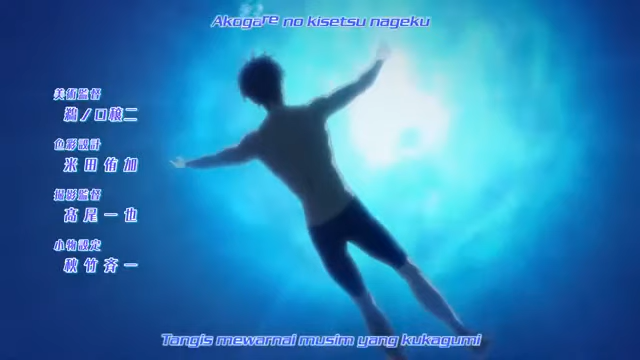 Akogare no kisetsu nageku
美術監督
鵜ノ口穣二
色彩設計
米田侑加
撮影監督
高尾一也
小物設定
秋竹斉一
Tangis mewarnai musim yang kukagumi